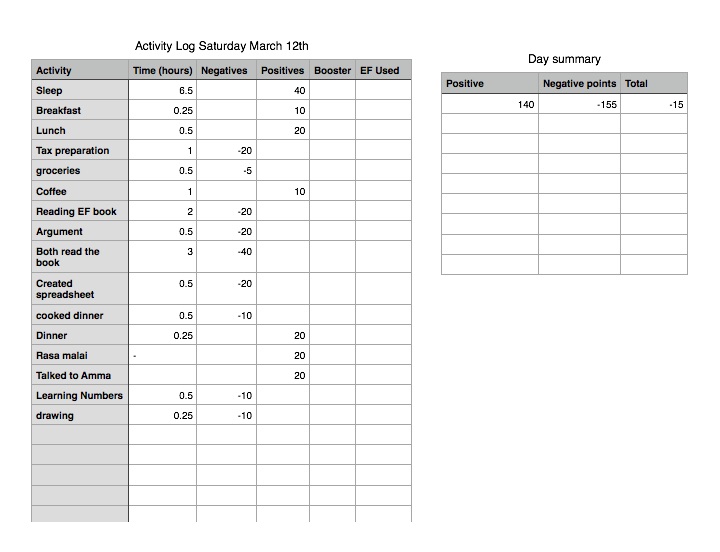 Activity Log Saturday March 12th
Activity Time (hours) Negatives Positives Booster EF Used
Sleep 6.5 40
Breakfast 0.25 10
Lunch 0.5 20
Tax preparation 1 -20
groceries 0.5 -5
Coffee 1 10
Reading EF book 2 -20
Argument 0.5 -20
Both read the
book 3 -40
Created
spreadsheet 0.5 -20
cooked dinner 0.5 -10
Dinner 0.25 20
Rasa malai - 20
Talked to Amma 20
Learning Numbers 0.5 -10
drawing 0.25 -10
Day summary
Positive Negative points Total
140 -155 -15